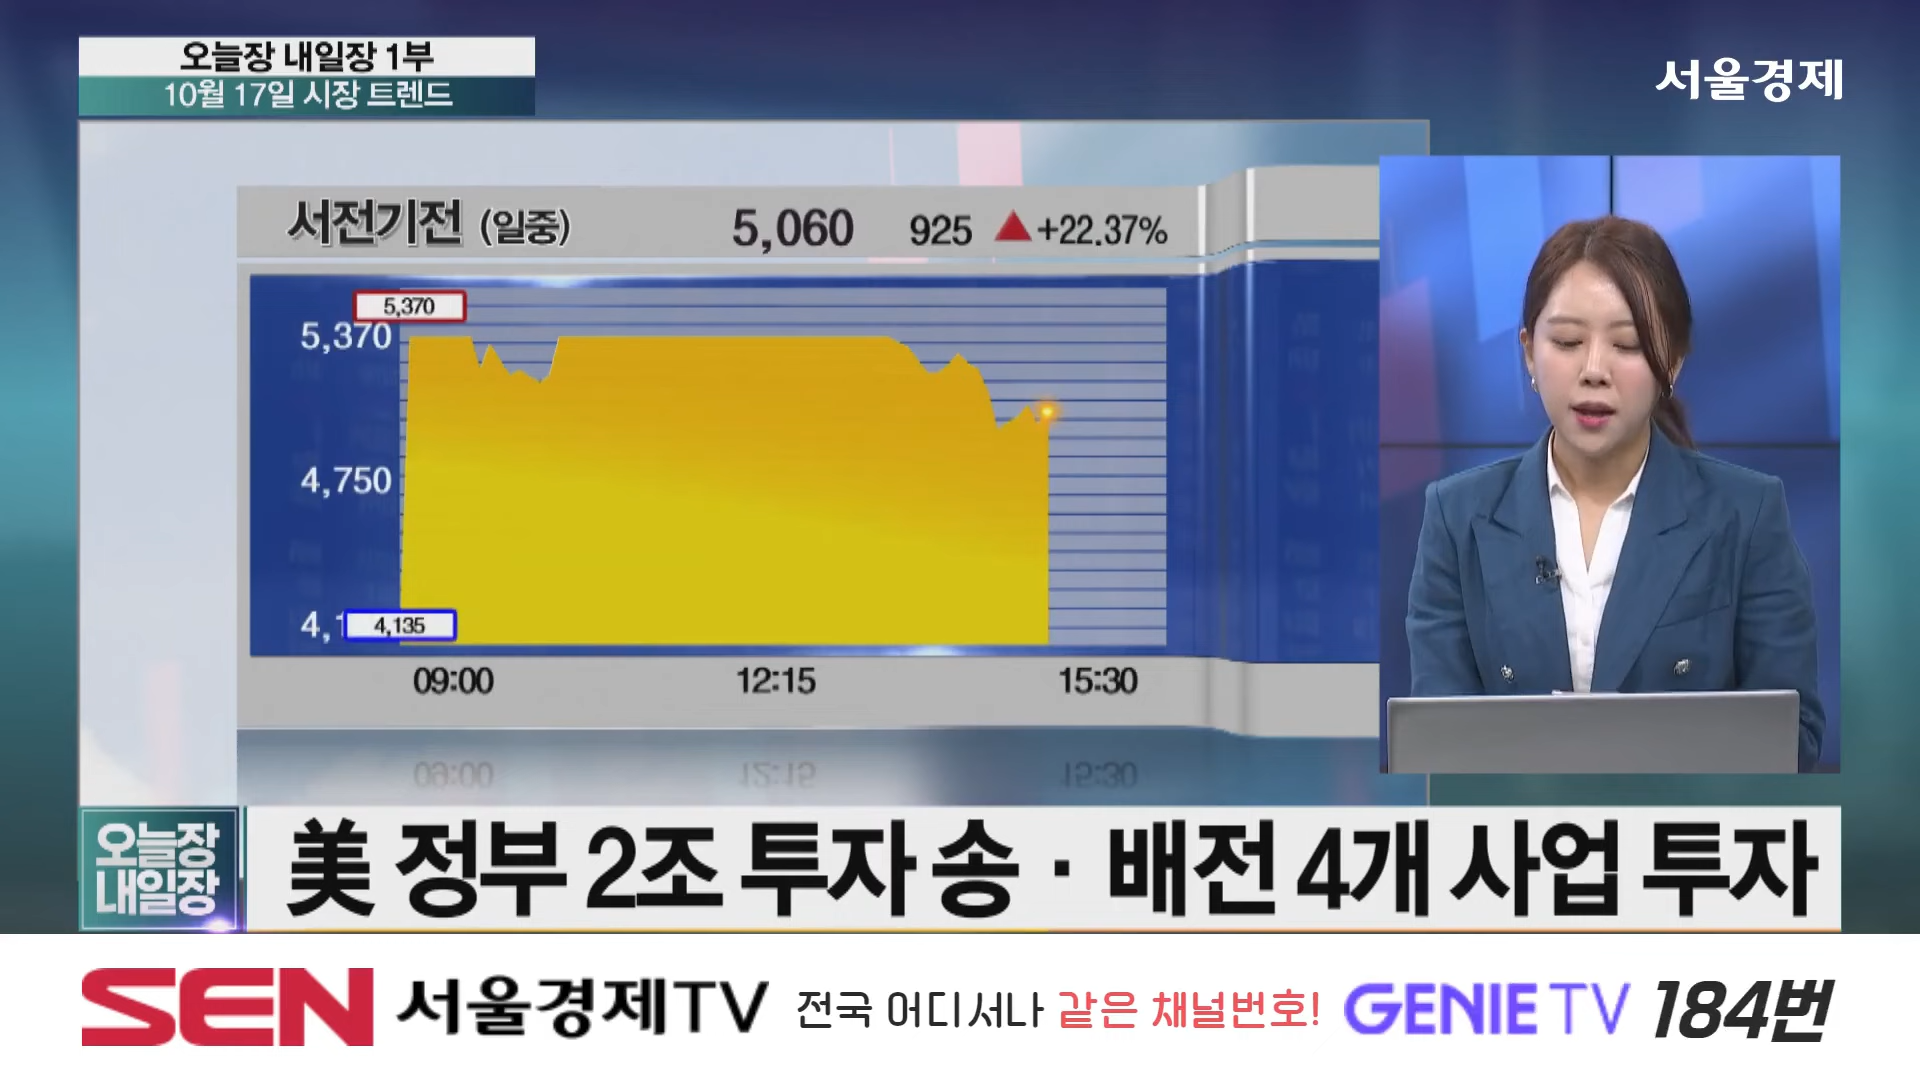 오늘장 내일장 1부
10월 17일 시장 트렌드
서울경제
서전기전 (일중) 5,060 925 ▲ +22.37%
5,370
5,370
4,750
4,135
09:00 12:15 15:30
오늘장
내일장
美 정부 2조 투자 송· 배전 4개 사업 투자
SEN 서울경제TV 전국 어디서나 같은 채널번호! GENIE TV 184번